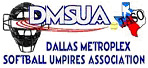 DMSUA
DALLAS METROPLEX
SOFTBALL UMPIRES ASSOCIATION